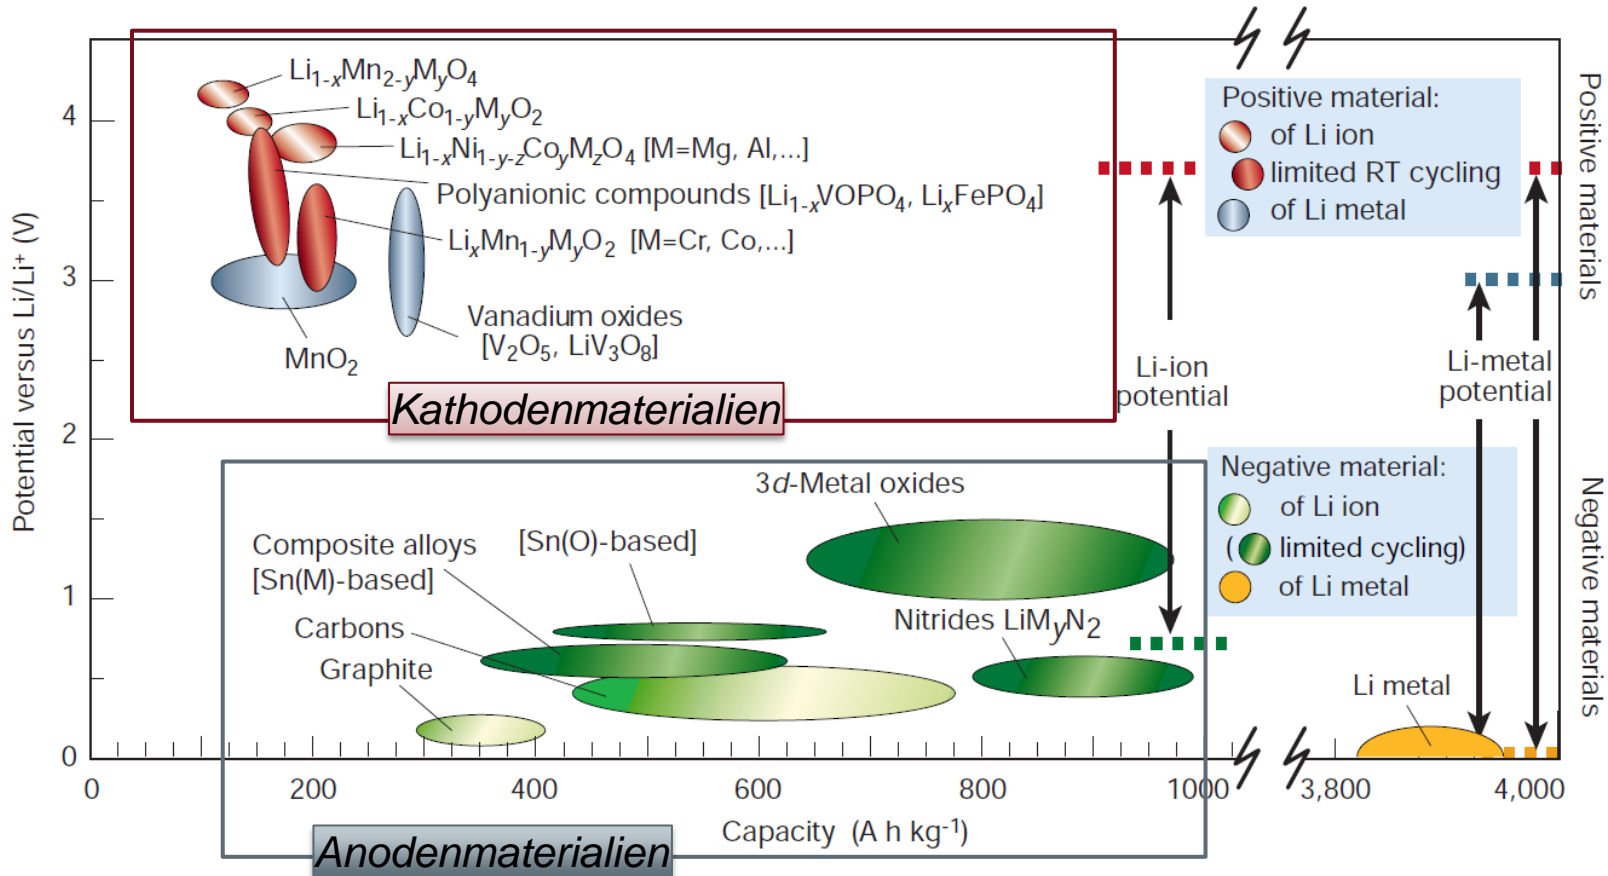 Li1-xMn2-yMyO4
Li1-xCo1-yMyO2
Li1-xNi1-y-zCoyMzO4 [M=Mg, Al,...]
Polyanionic compounds [Li1-xVOPO4, LixFePO4]
LixMn1-yMyO2 [M=Cr, Co,...]
Vanadium oxides
[V2O5, LiV3O8]
MnO2
Kathodenmaterialien
Positive material:
of Li ion
limited RT cycling
of Li metal
Positive materials
Li-ion
potential
Li-metal
potential
Potential versus Li/Li+ (V)
4
3
2
1
0
Negative material:
of Li ion
( limited cycling)
of Li metal
Negative materials
3d-Metal oxides
[Sn(O)-based]
Composite alloys
[Sn(M)-based]
Carbons
Graphite
Nitrides LiMyN2
Li metal
0 200 400 600 800 1000 3,800 4,000
Capacity (A h kg-1)
Anodenmaterialien